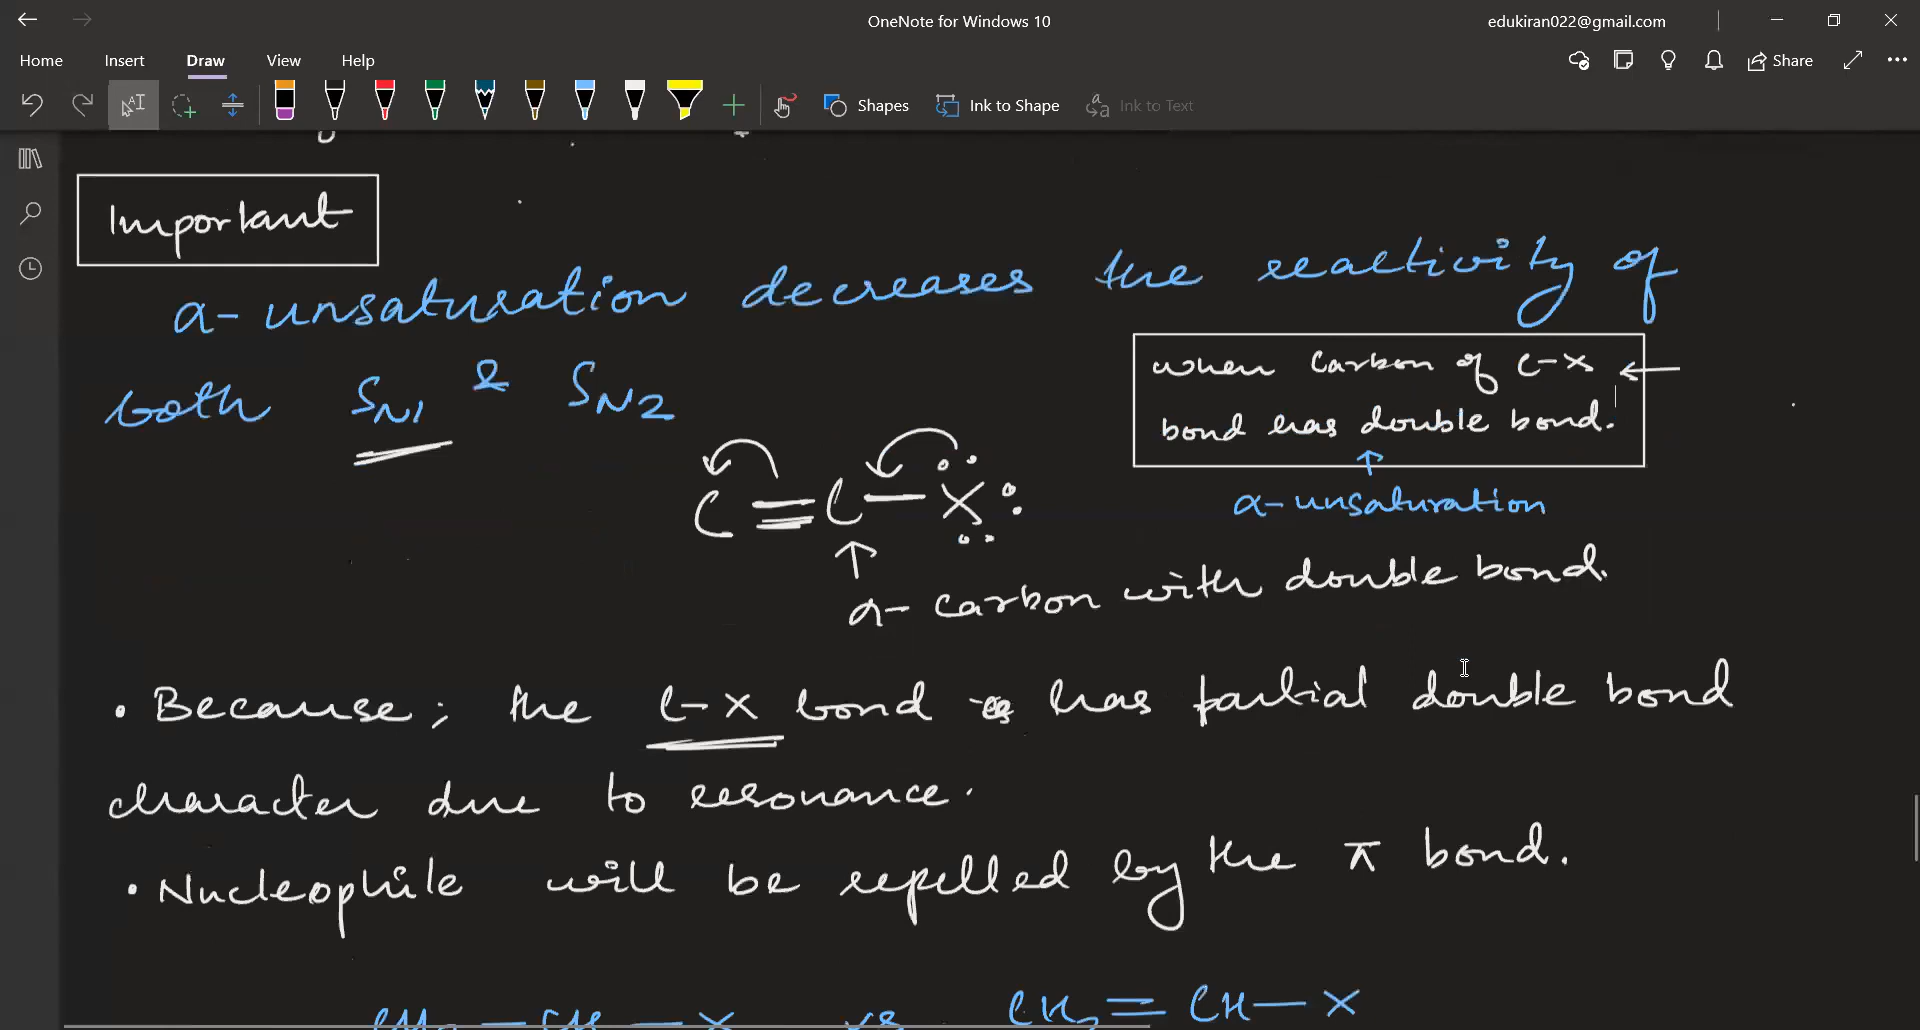 OneNote for Windows 10
edukiran022@gmail.com
Home Insert Draw View Help
Share
Shapes Ink to Shape Ink to Text
Important
α- unsaturation decreases the reactivity of
both SN1 & SN2
when Carbon of C-X ←
bond has double bond.
↑
α- unsaturation
C = C - X
↑
α- carbon with double bond.
• Because; the C-X bond has partial double bond
character due to resonance.
• Nucleophile will be repelled by the π bond.
vs CH2 = CH - X